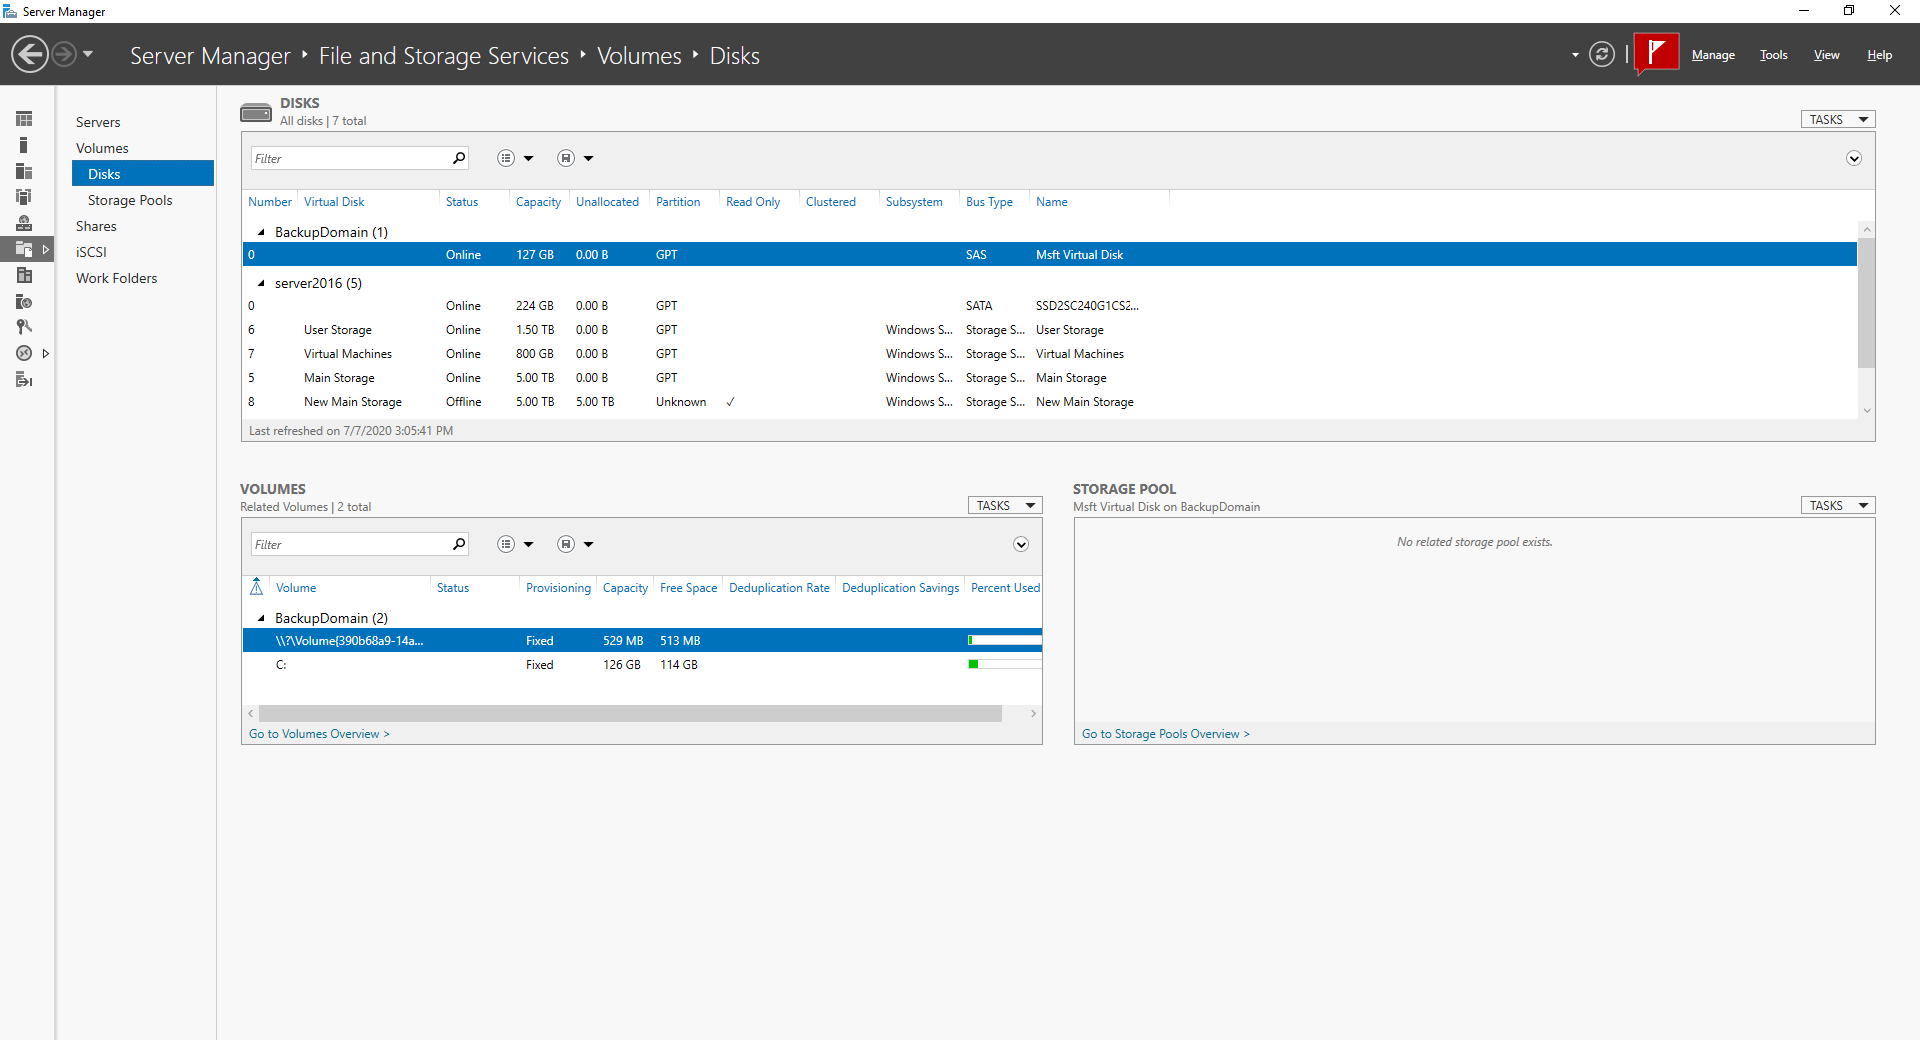 Server Manager
Server Manager ‣ File and Storage Services ‣ Volumes ‣ Disks
Manage Tools View Help
Servers
Volumes
Disks
Storage Pools
Shares
iSCSI
Work Folders
DISKS
All disks | 7 total
TASKS
Filter
Number Virtual Disk Status Capacity Unallocated Partition Read Only Clustered Subsystem Bus Type Name
BackupDomain (1)
0 Online 127 GB 0.00 B GPT SAS Msft Virtual Disk
server2016 (5)
0 Online 224 GB 0.00 B GPT SATA SSD2SC240G1CS2...
6 User Storage Online 1.50 TB 0.00 B GPT Windows S... Storage S... User Storage
7 Virtual Machines Online 800 GB 0.00 B GPT Windows S... Storage S... Virtual Machines
5 Main Storage Online 5.00 TB 0.00 B GPT Windows S... Storage S... Main Storage
8 New Main Storage Offline 5.00 TB 5.00 TB Unknown ✓ Windows S... Storage S... New Main Storage
Last refreshed on 7/7/2020 3:05:41 PM
VOLUMES
Related Volumes | 2 total
TASKS
Filter
Volume Status Provisioning Capacity Free Space Deduplication Rate Deduplication Savings Percent Used
BackupDomain (2)
\\?\Volume{390b68a9-14a... Fixed 529 MB 513 MB
C: Fixed 126 GB 114 GB
Go to Volumes Overview >
STORAGE POOL
Msft Virtual Disk on BackupDomain
TASKS
No related storage pool exists.
Go to Storage Pools Overview >